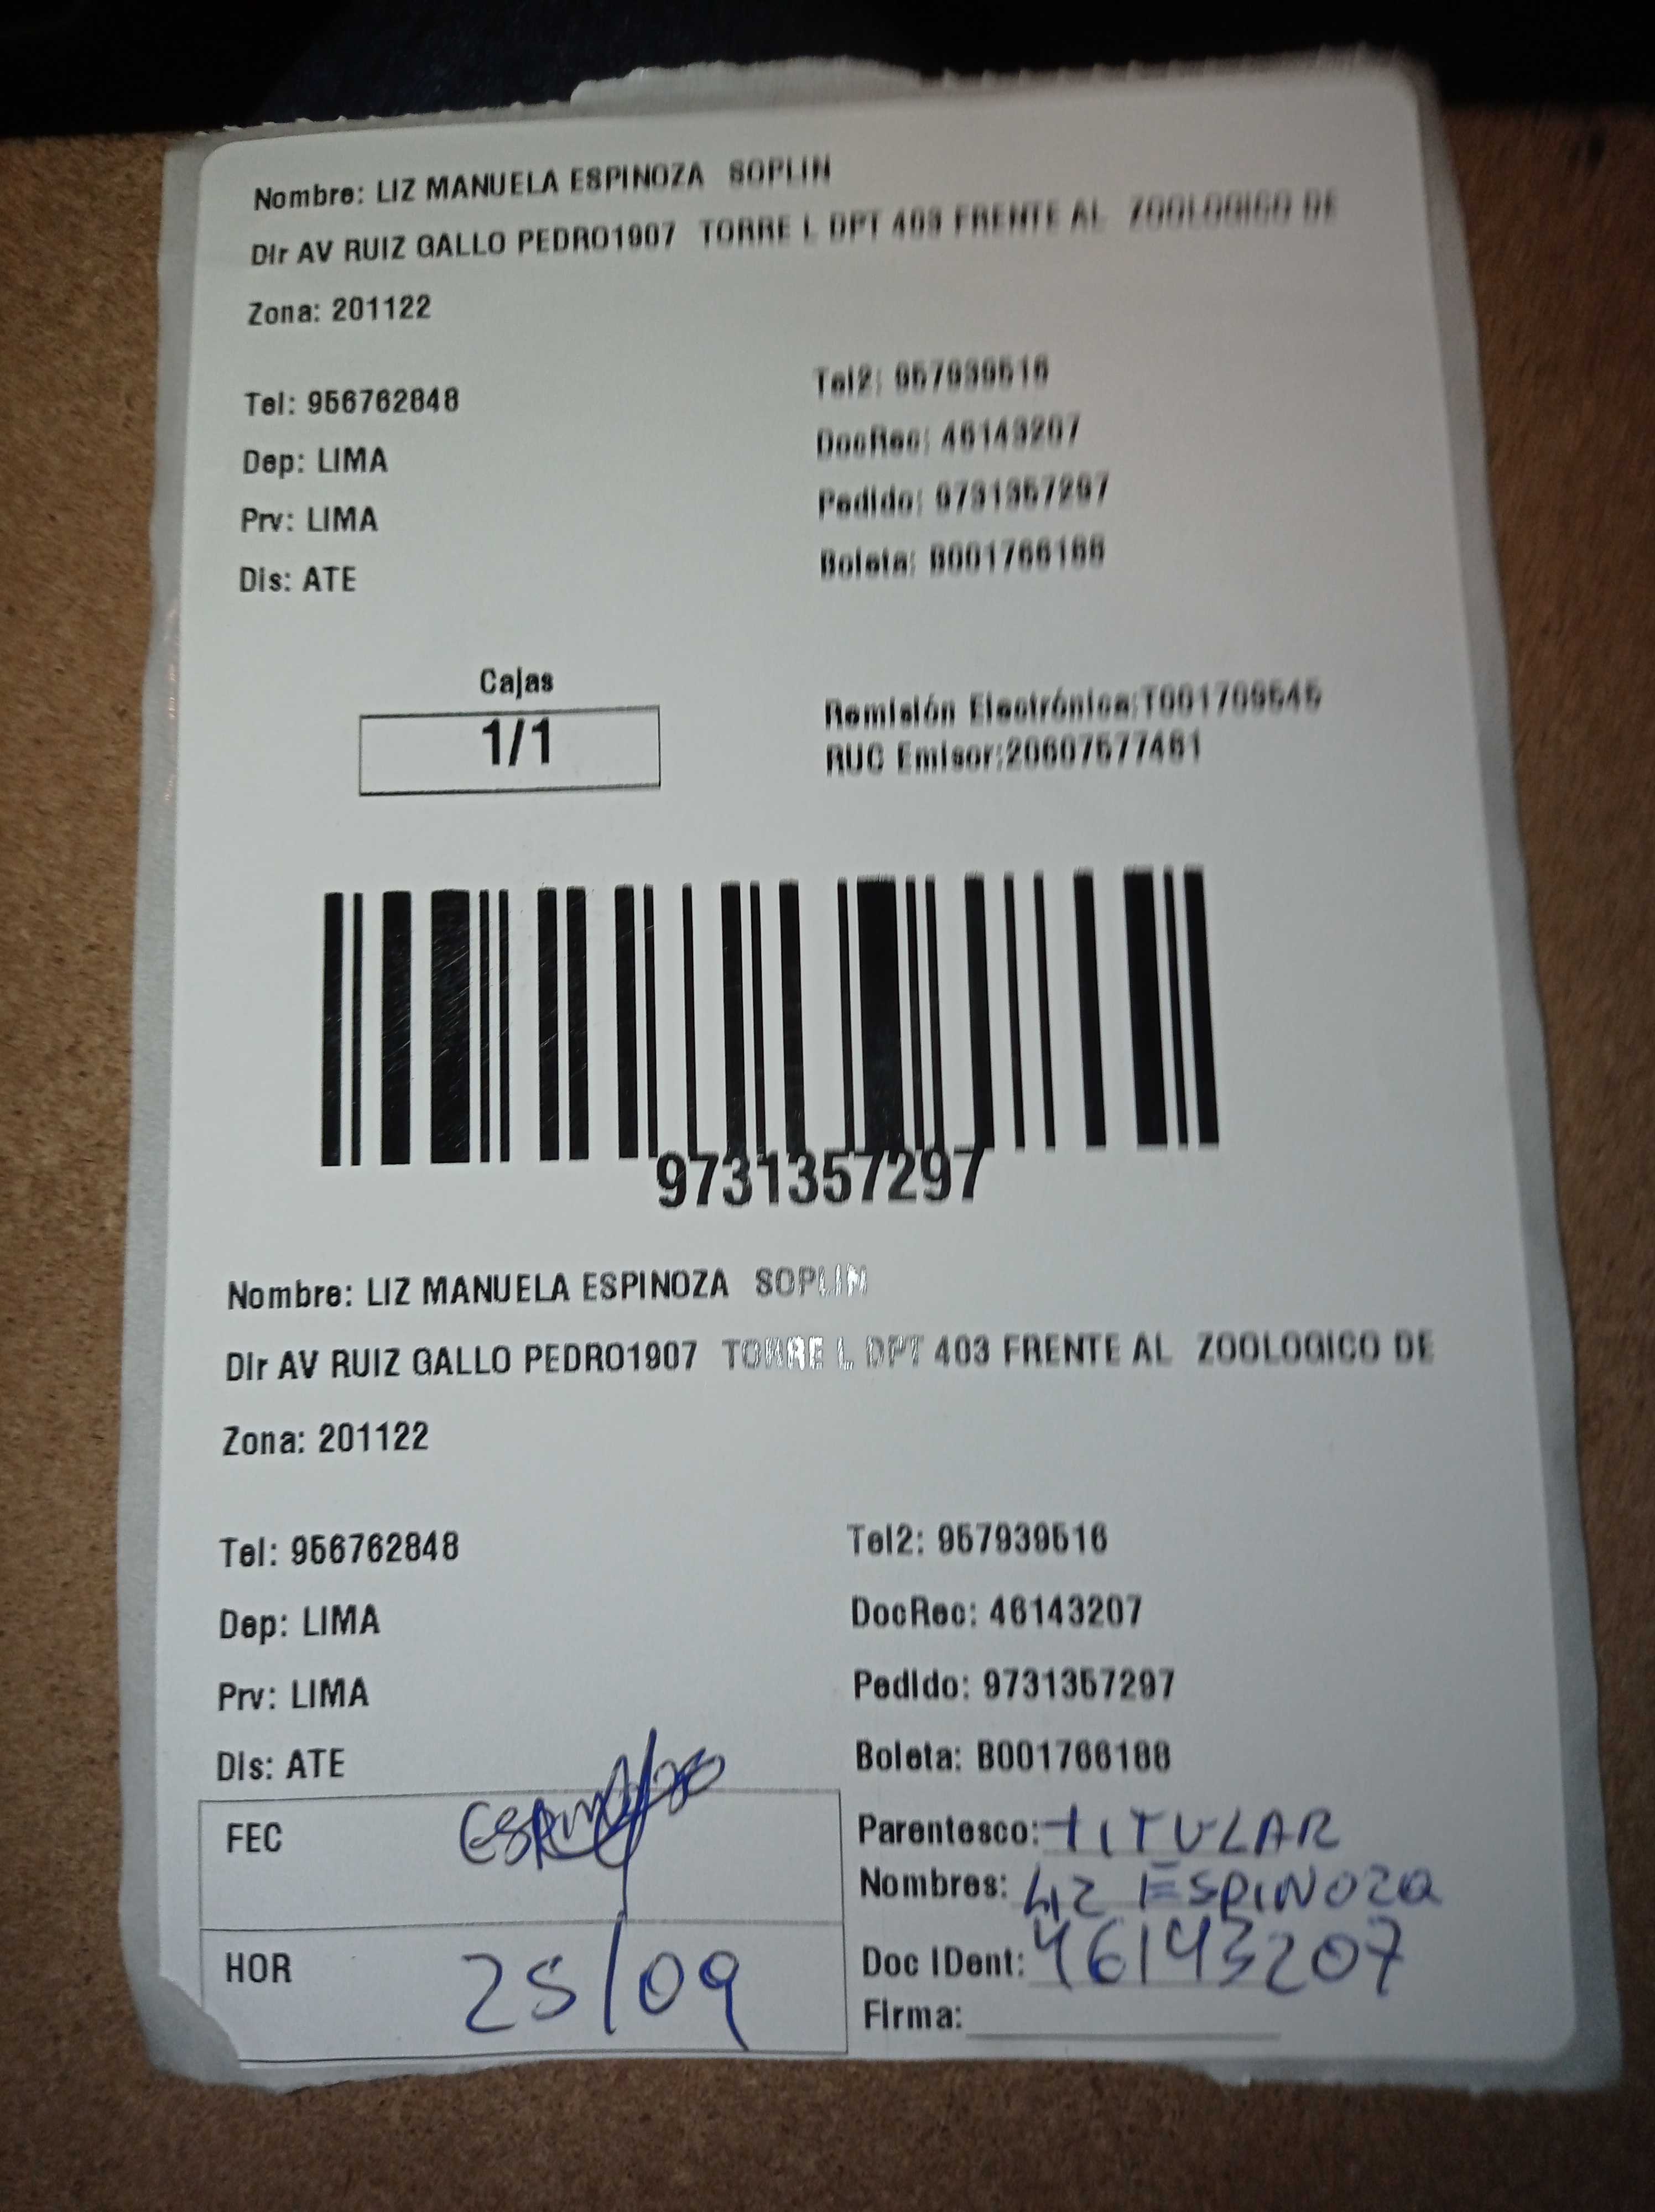 Nombre: LIZ MANUELA ESPINOZA SOPLIN
Dir AV RUIZ GALLO PEDRO1907 TORRE L DPT 403 FRENTE AL ZOOLOGICO DE
Zona: 201122
Tel: 956762848 Tel2: 957939516
Dep: LIMA DocRec: 46143207
Prv: LIMA Pedido: 9731357297
Dis: ATE Boleta: B001766188
Cajas
1/1
Remisión Electrónica:T001709545
RUC Emisor:20607577481
9731357297
Nombre: LIZ MANUELA ESPINOZA SOPLIN
Dir AV RUIZ GALLO PEDRO1907 TORRE L DPT 403 FRENTE AL ZOOLOGICO DE
Zona: 201122
Tel: 956762848 Tel2: 957939516
Dep: LIMA DocRec: 46143207
Prv: LIMA Pedido: 9731357297
Dis: ATE Boleta: B001766188
FEC
Parentesco: TITULAR
Nombres: LIZ ESPINOZA
HOR 25/09
Doc IDent: 46143207
Firma: